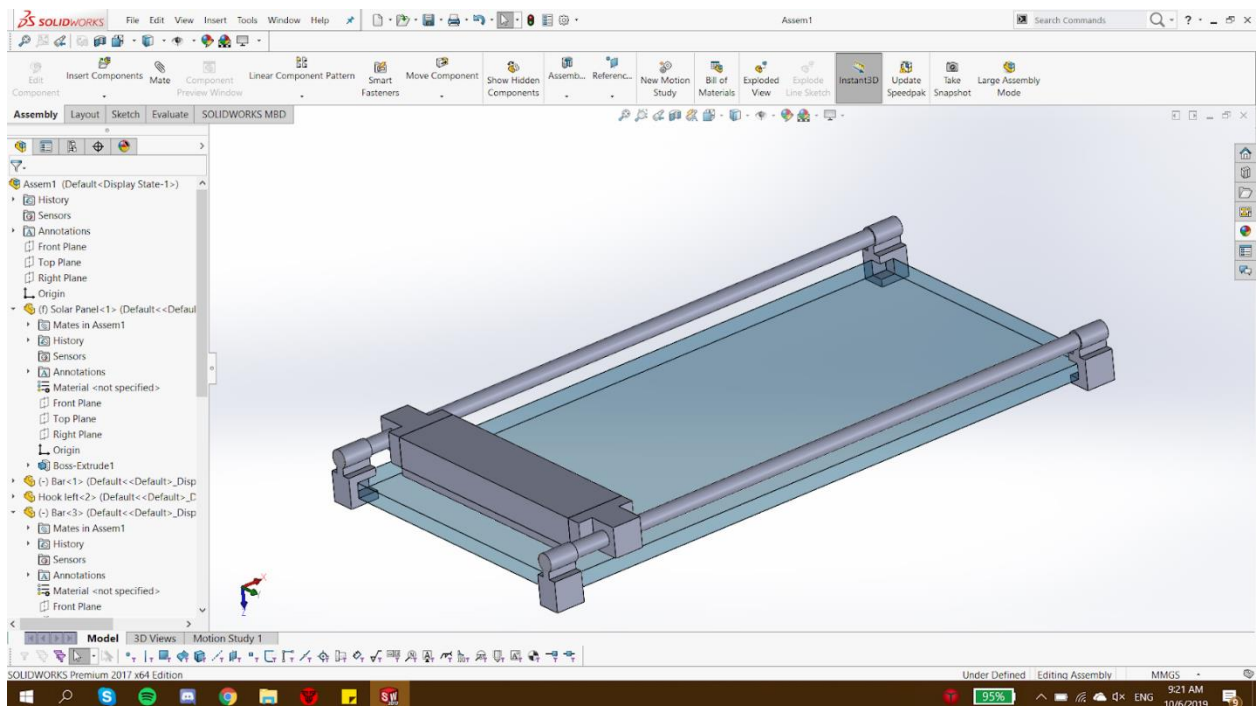 SOLIDWORKS File Edit View Insert Tools Window Help Assem1 Search Commands
Edit Component Insert Components Mate Component Preview Window Linear Component Pattern Smart Fasteners Move Component Show Hidden Components Assemb... Referenc... New Motion Study Bill of Materials Exploded View Explode Line Sketch Instant3D Update Speedpak Take Snapshot Large Assembly Mode
Assembly Layout Sketch Evaluate SOLIDWORKS MBD
Assem1 (Default<Display State-1>)
History
Sensors
Annotations
Front Plane
Top Plane
Right Plane
Origin
(f) Solar Panel<1> (Default<<Defaul
Mates in Assem1
History
Sensors
Annotations
Material <not specified>
Front Plane
Top Plane
Right Plane
Origin
Boss-Extrude1
(-) Bar<1> (Default<<Default>_Disp
Hook left<2> (Default<<Default>_D
(-) Bar<3> (Default<<Default>_Disp
Mates in Assem1
History
Sensors
Annotations
Material <not specified>
Front Plane
Model 3D Views Motion Study 1
SOLIDWORKS Premium 2017 x64 Edition Under Defined Editing Assembly MMGS
95% ENG 9:21 AM
10/6/2019